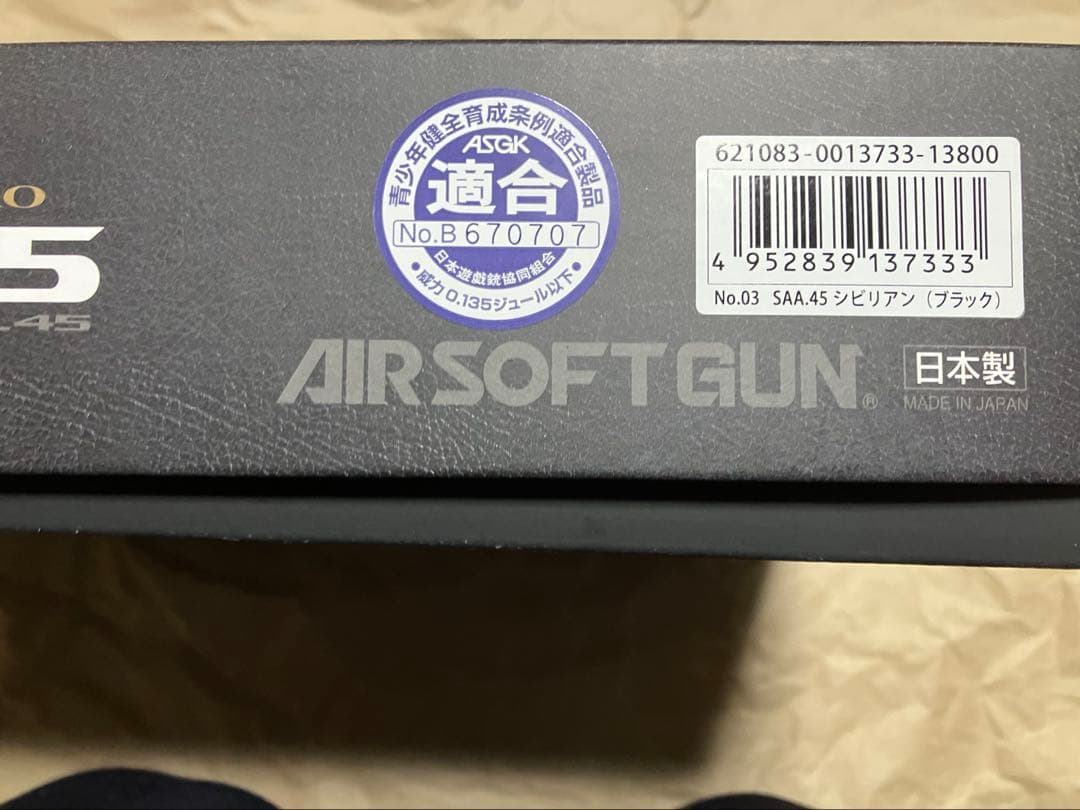 O
5
.45
青少年健全育成条例適合製品
ASGK
適合
No.B 670707
日本遊戯銃協同組合
・威力 0.135ジュール以下・
621083-0013733-13800
4 952839 137333
No.03 SAA.45 シビリアン（ブラック）
AIRSOFT GUN®
日本製
MADE IN JAPAN